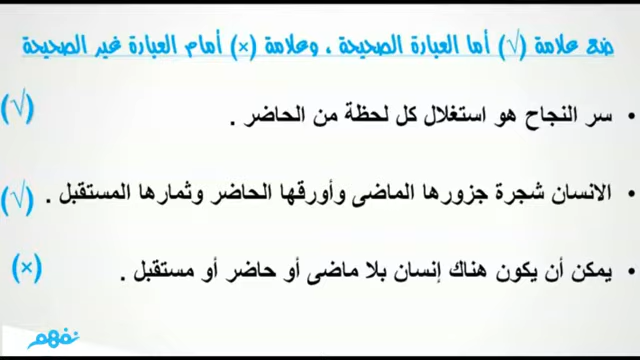 ضع علامة (√) أما العبارة الصحيحة ، وعلامة (×) أمام العبارة غير الصحيحة
• سر النجاح هو استغلال كل لحظة من الحاضر . (√)
• الانسان شجرة جزورها الماضى وأورقها الحاضر وثمارها المستقبل . (√)
• يمكن أن يكون هناك إنسان بلا ماضى أو حاضر أو مستقبل . (×)
نفهم